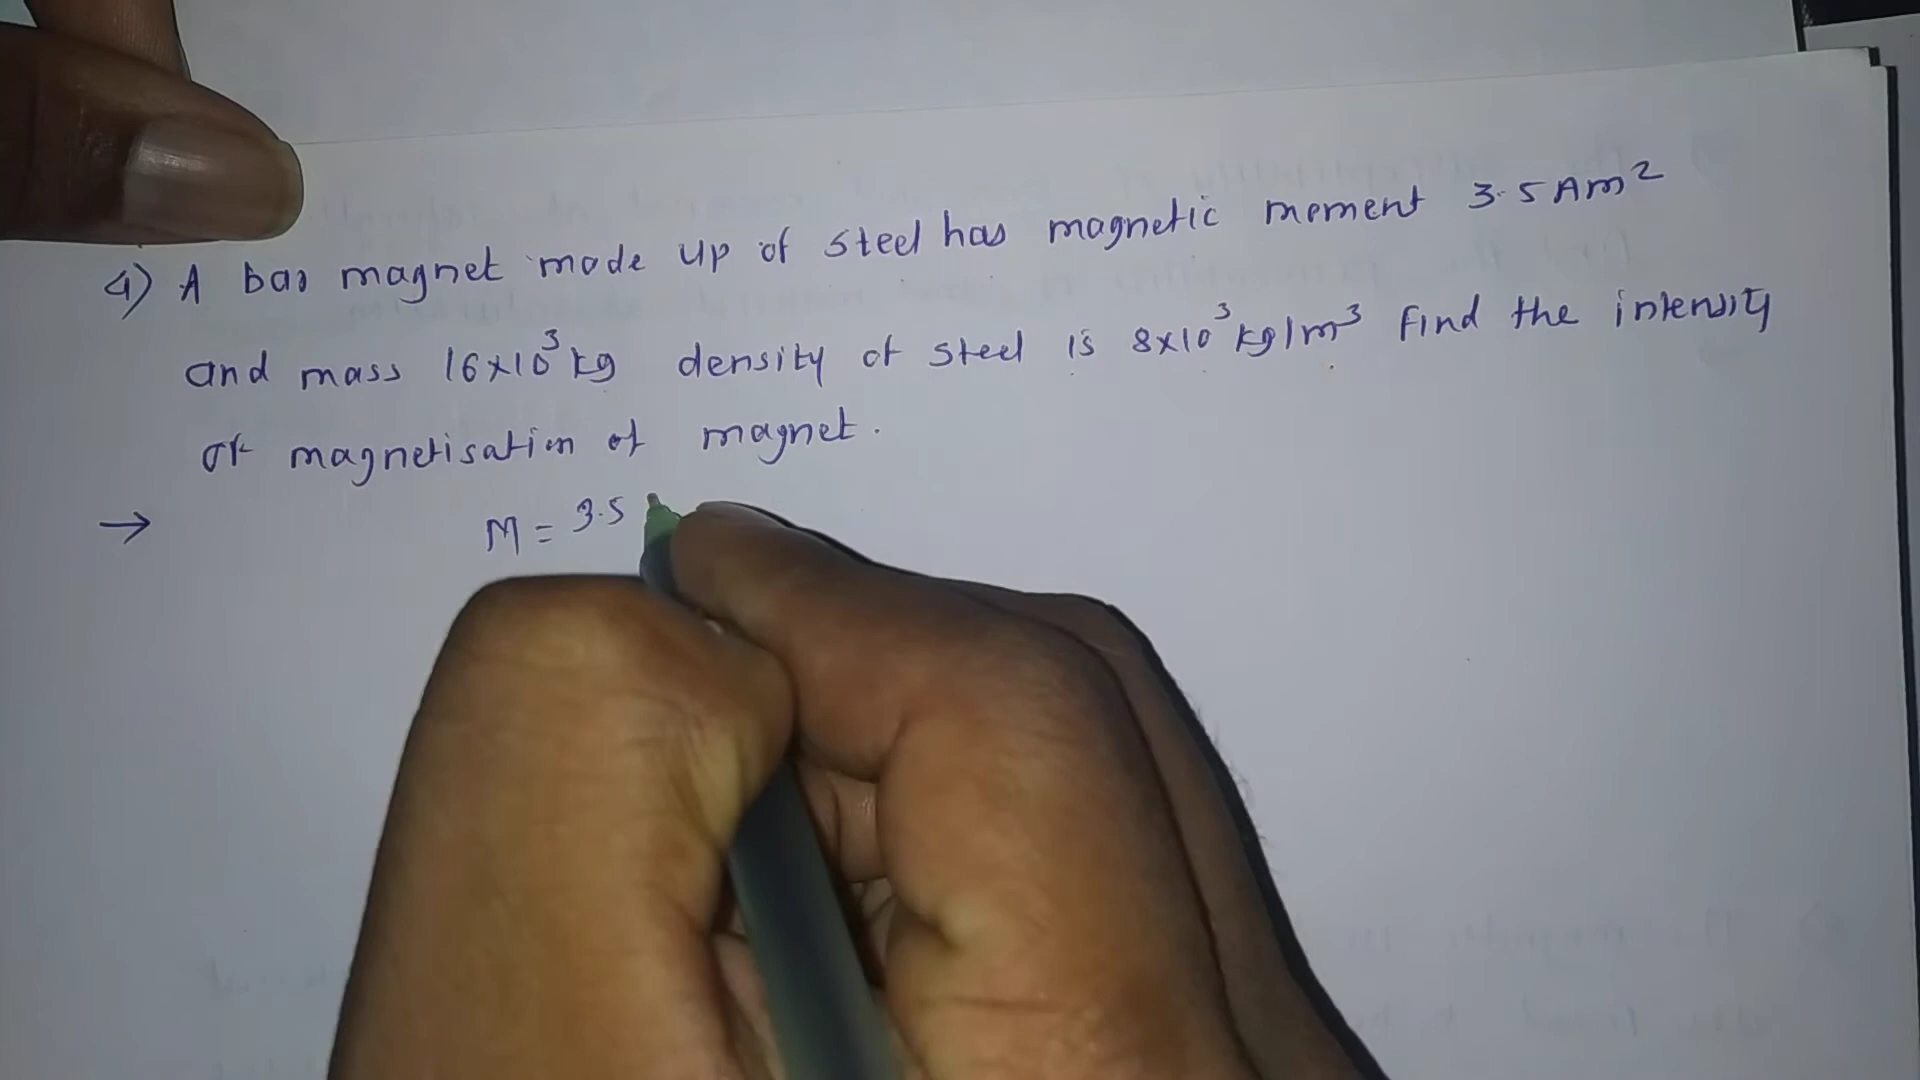 4) A bar magnet made up of steel has magnetic moment 3.5 Am²
and mass 16×10³ kg density of steel is 8×10³ kg/m³ Find the intensity
of magnetisation of magnet.
→ M = 3.5